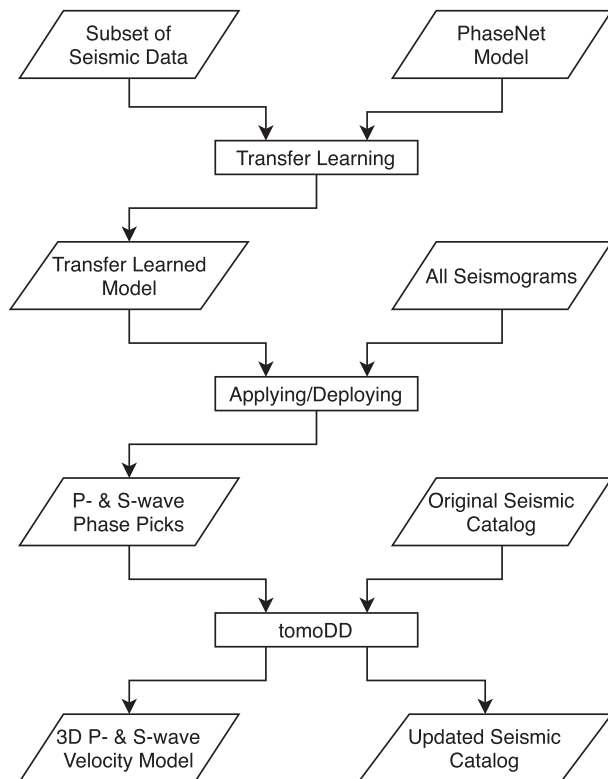 Subset of
Seismic Data
PhaseNet
Model
Transfer Learning
Transfer Learned
Model
All Seismograms
Applying/Deploying
P- & S-wave
Phase Picks
Original Seismic
Catalog
tomoDD
3D P- & S-wave
Velocity Model
Updated Seismic
Catalog